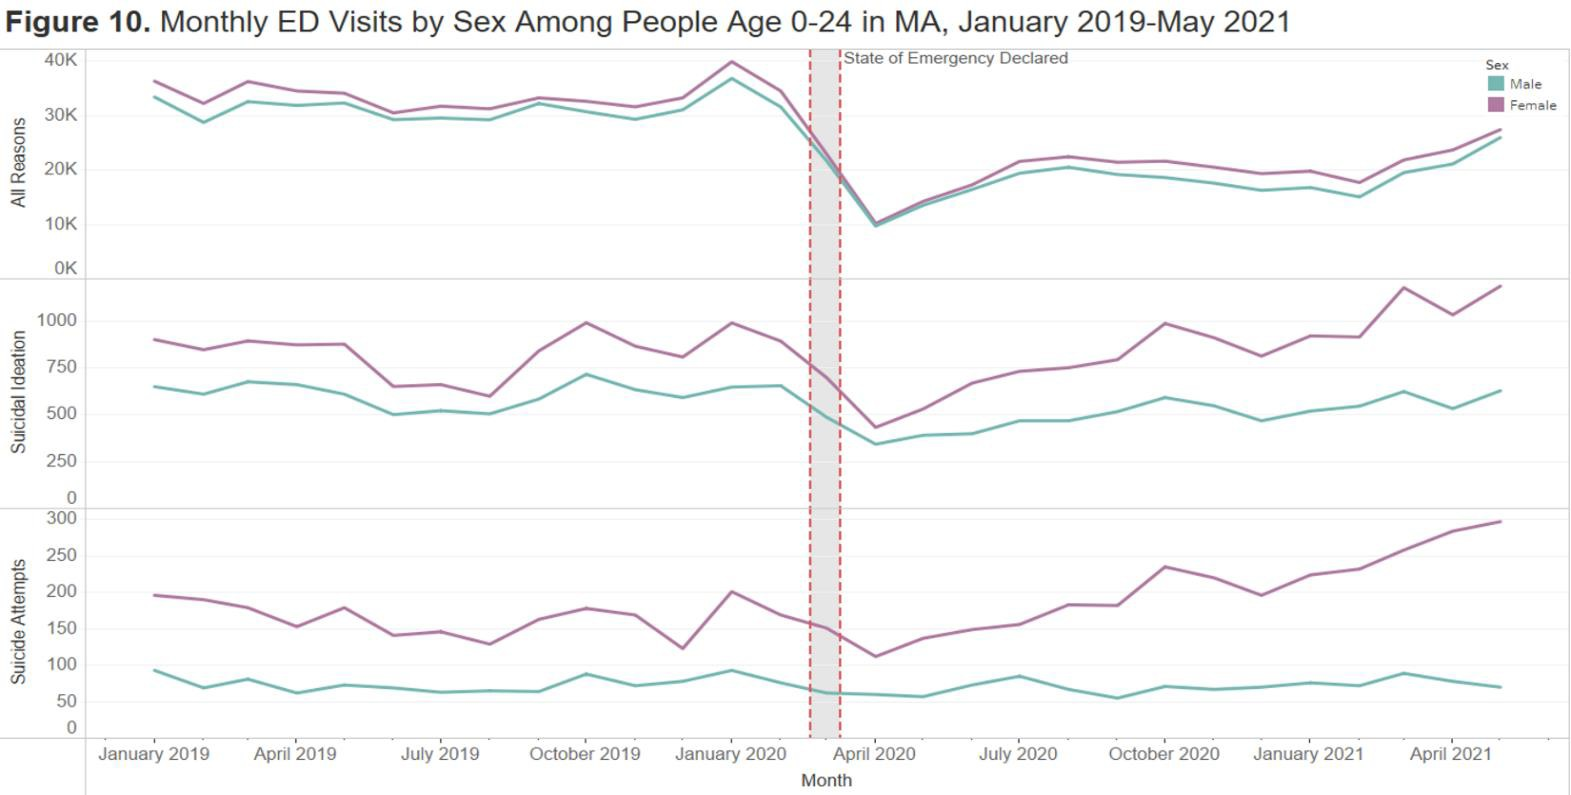 Figure 10. Monthly ED Visits by Sex Among People Age 0-24 in MA, January 2019-May 2021
State of Emergency Declared
Sex
Male
Female
All Reasons
40K
30K
20K
10K
0K
Suicidal Ideation
1000
750
500
250
0
Suicide Attempts
300
250
200
150
100
50
0
January 2019 April 2019 July 2019 October 2019 January 2020 April 2020 July 2020 October 2020 January 2021 April 2021
Month